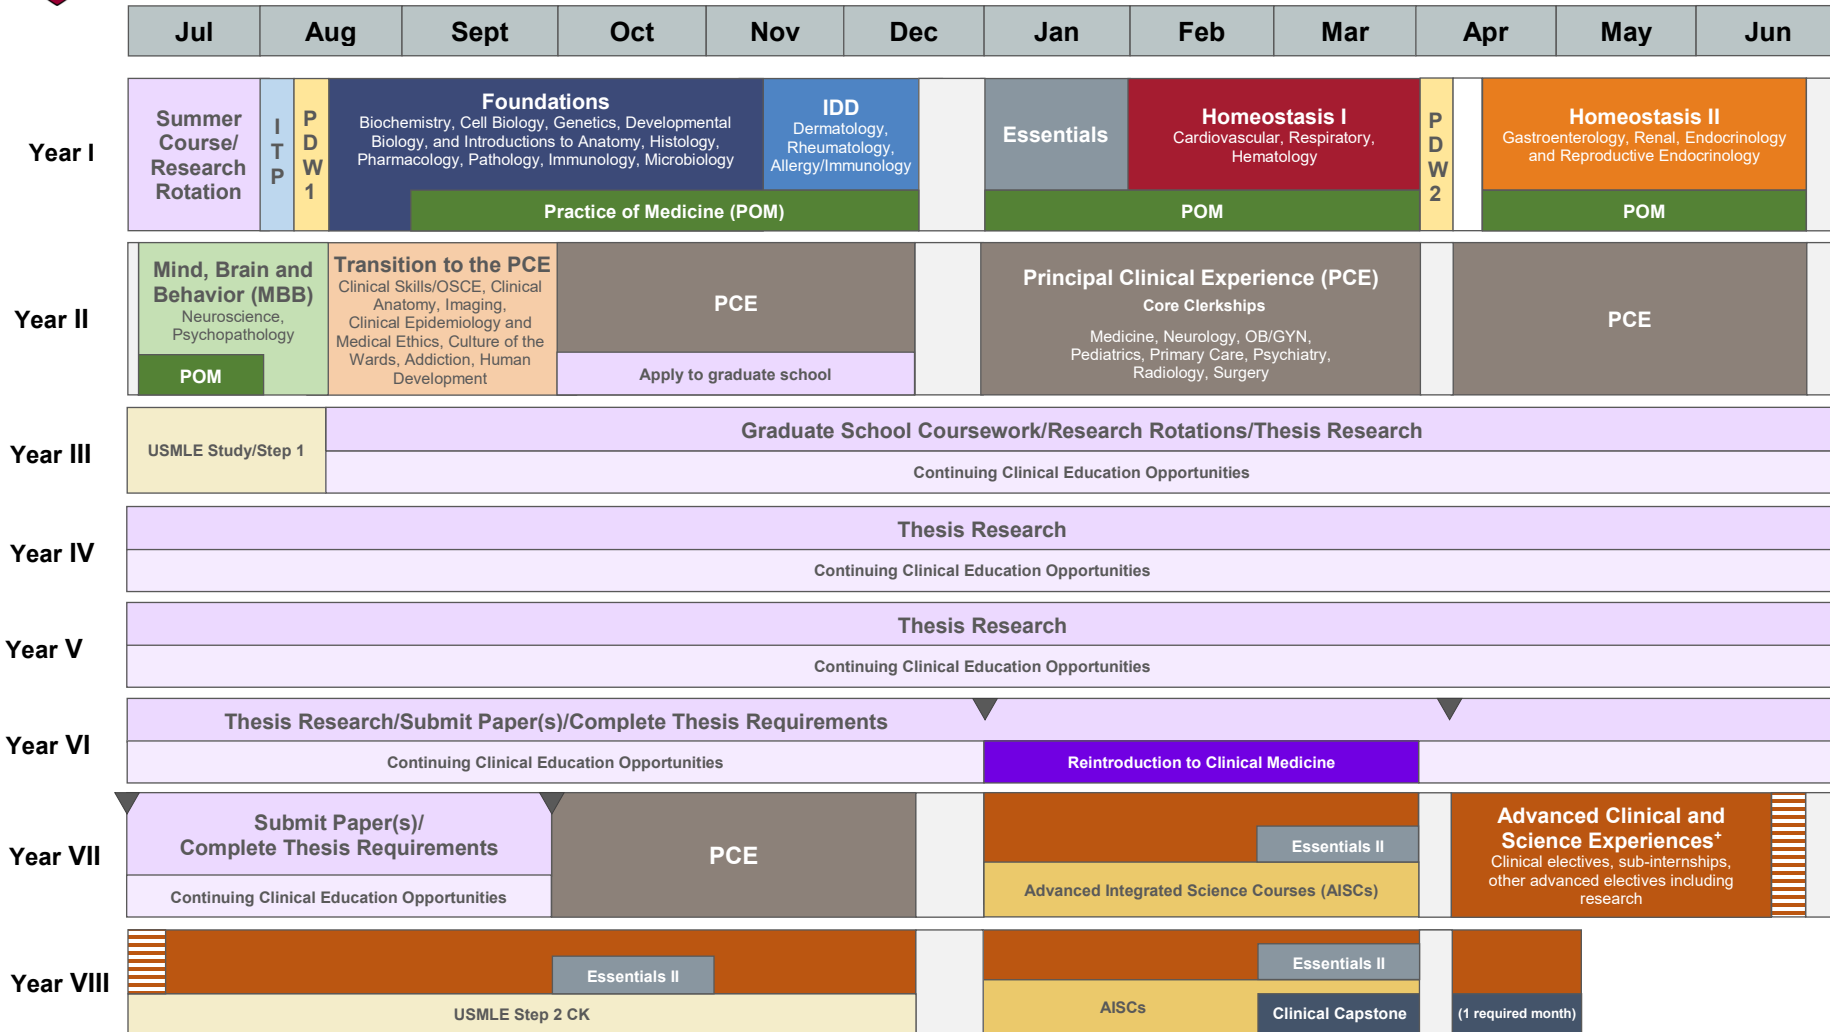 Jul Aug Sept Oct Nov Dec Jan Feb Mar Apr May Jun
Year I
Summer
Course/
Research
Rotation
I
T
P
P
D
W
1
Foundations
Biochemistry, Cell Biology, Genetics, Developmental
Biology, and Introductions to Anatomy, Histology,
Pharmacology, Pathology, Immunology, Microbiology
IDD
Dermatology,
Rheumatology,
Allergy/Immunology
Practice of Medicine (POM)
Essentials
Homeostasis I
Cardiovascular, Respiratory,
Hematology
POM
P
D
W
2
Homeostasis II
Gastroenterology, Renal, Endocrinology
and Reproductive Endocrinology
POM
Year II
Mind, Brain and
Behavior (MBB)
Neuroscience,
Psychopathology
POM
Transition to the PCE
Clinical Skills/OSCE, Clinical
Anatomy, Imaging,
Clinical Epidemiology and
Medical Ethics, Culture of the
Wards, Addiction, Human
Development
PCE
Apply to graduate school
Principal Clinical Experience (PCE)
Core Clerkships
Medicine, Neurology, OB/GYN,
Pediatrics, Primary Care, Psychiatry,
Radiology, Surgery
PCE
Year III
USMLE Study/Step 1
Graduate School Coursework/Research Rotations/Thesis Research
Continuing Clinical Education Opportunities
Year IV
Thesis Research
Continuing Clinical Education Opportunities
Year V
Thesis Research
Continuing Clinical Education Opportunities
Year VI
Thesis Research/Submit Paper(s)/Complete Thesis Requirements
Continuing Clinical Education Opportunities
Reintroduction to Clinical Medicine
Year VII
Submit Paper(s)/
Complete Thesis Requirements
Continuing Clinical Education Opportunities
PCE
Essentials II
Advanced Integrated Science Courses (AISCs)
Advanced Clinical and
Science Experiences+
Clinical electives, sub-internships,
other advanced electives including
research
Year VIII
Essentials II
USMLE Step 2 CK
Essentials II
AISCs
Clinical Capstone
(1 required month)